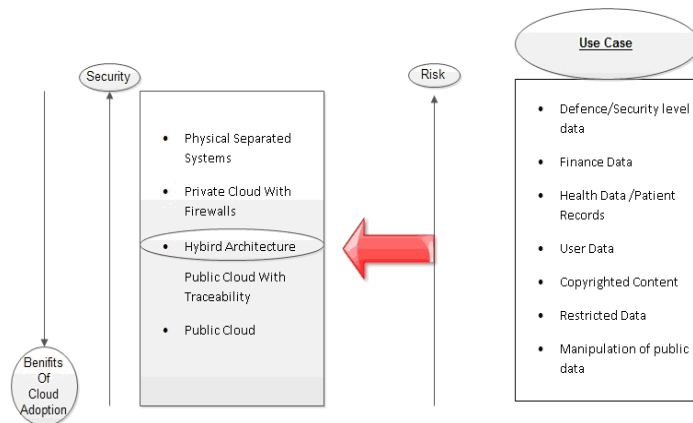 Security
Risk
Use Case
• Physical Separated
Systems
• Private Cloud With
Firewalls
• Hybird Architecture
Public Cloud With
Traceability
• Public Cloud
• Defence/Security level
data
• Finance Data
• Health Data /Patient
Records
• User Data
• Copyrighted Content
• Restricted Data
• Manipulation of public
data
Benifits
Of
Cloud
Adoption